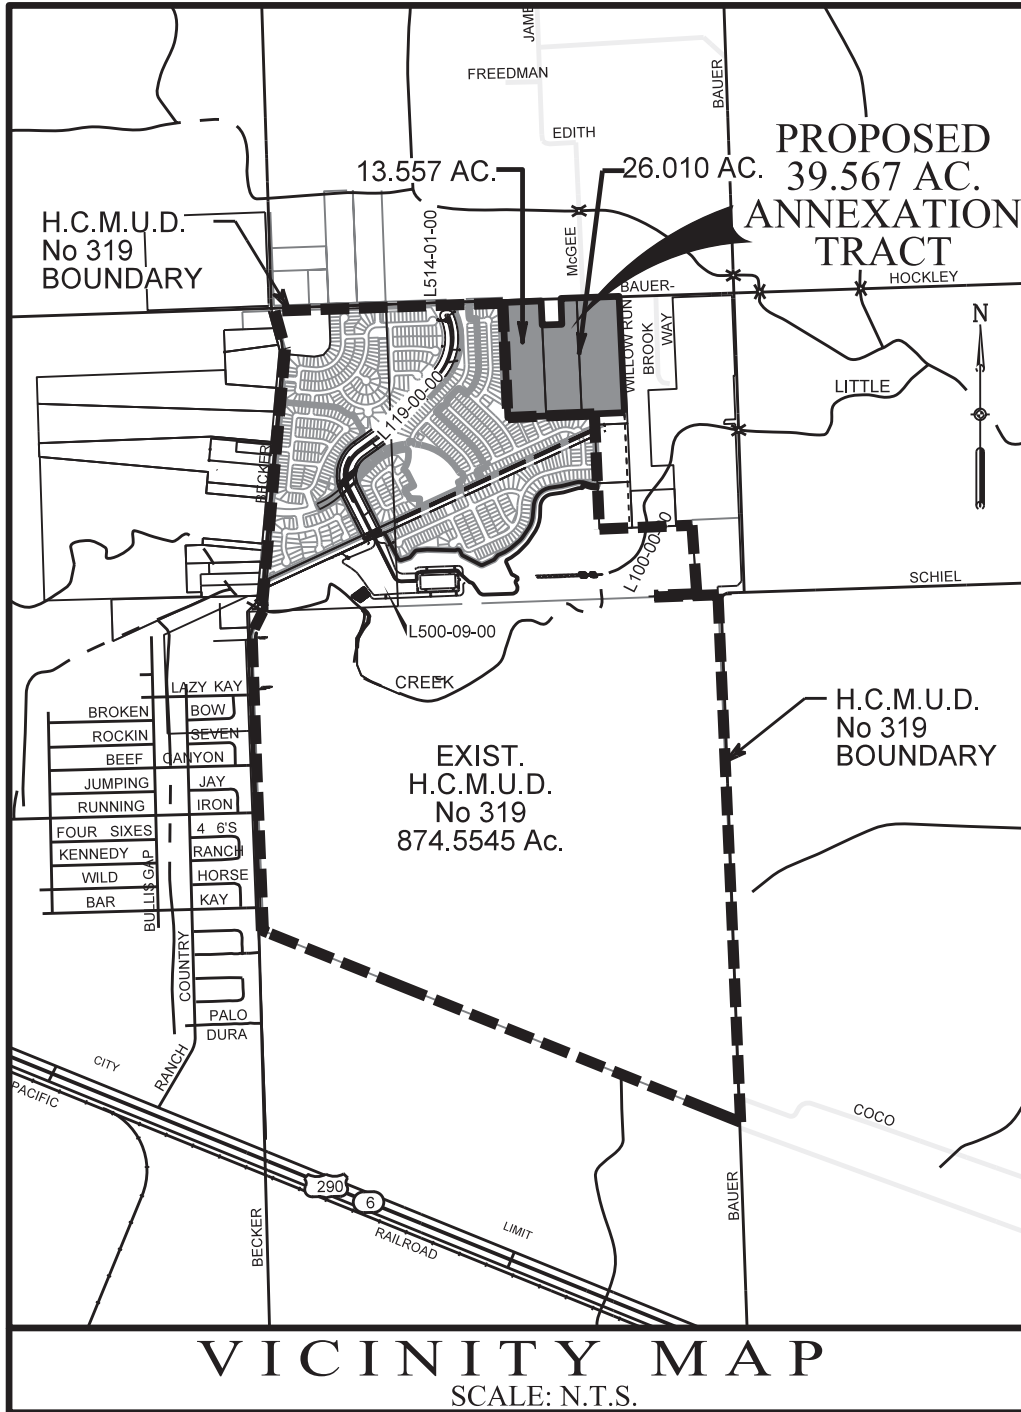 JAME
FREEDMAN
BAUER
EDITH
PROPOSED
39.567 AC.
ANNEXATION
TRACT
13.557 AC.
26.010 AC.
H.C.M.U.D.
No 319
BOUNDARY
L514-01-00
McGEE
BAUER-
HOCKLEY
WILLOW RUN
BROOK
WAY
N
LITTLE
L119-00-00
BECKER
L100-00-00
SCHIEL
L500-09-00
CREEK
LAZY KAY
BROKEN
BOW
ROCKIN
SEVEN
BEEF
CANYON
JUMPING
JAY
RUNNING
IRON
FOUR SIXES
4 6'S
KENNEDY
RANCH
WILD
HORSE
BAR
KAY
BULLIS GAP
COUNTRY
PALO
DURA
RANCH
EXIST.
H.C.M.U.D.
No 319
874.5545 Ac.
H.C.M.U.D.
No 319
BOUNDARY
CITY
PACIFIC
COCO
290
6
BECKER
RAILROAD
LIMIT
BAUER
VICINITY MAP
SCALE: N.T.S.